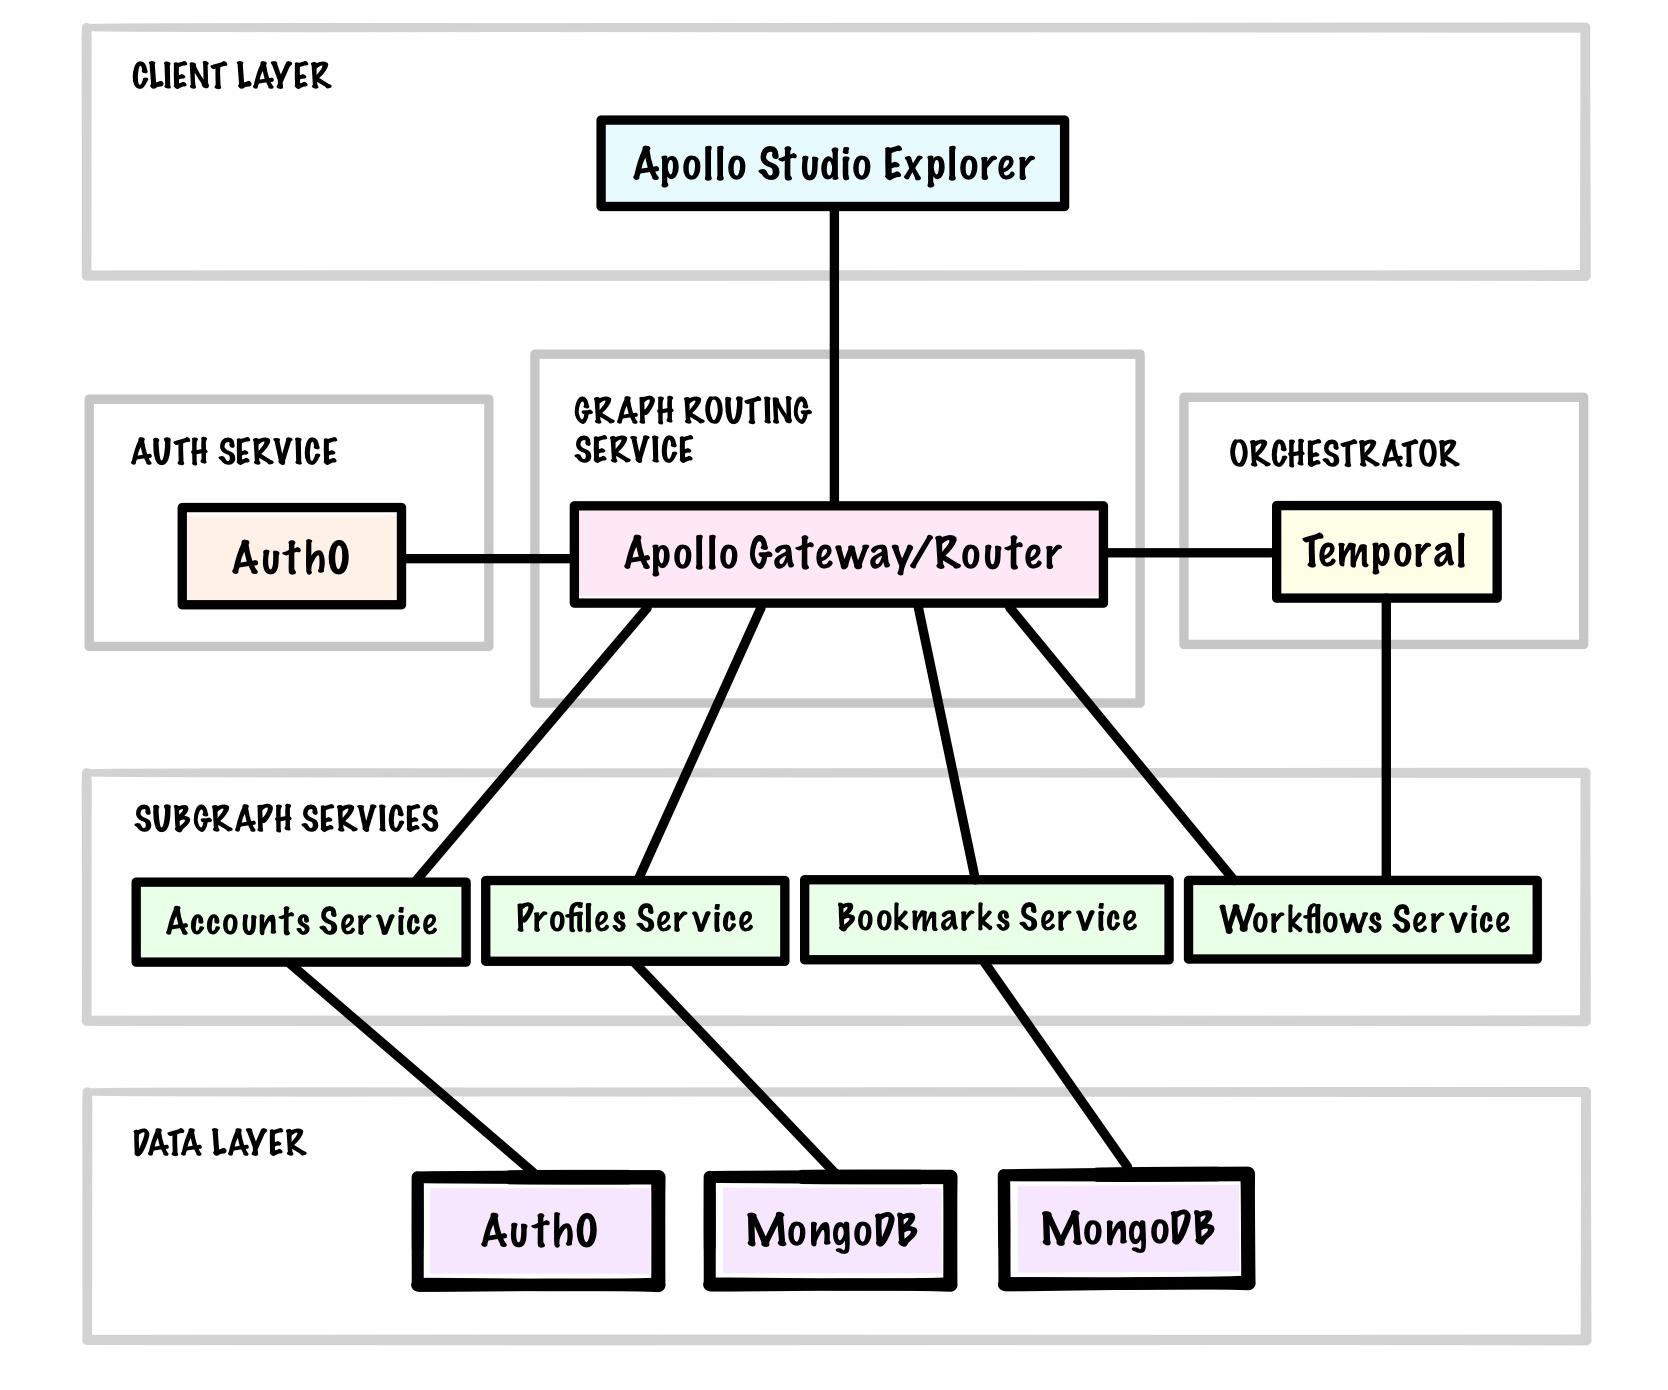 CLIENT LAYER
Apollo Studio Explorer
GRAPH ROUTING
SERVICE
AUTH SERVICE
ORCHESTRATOR
Auth0
Apollo Gateway/Router
Temporal
SUBGRAPH SERVICES
Accounts Service
Profiles Service
Bookmarks Service
Workflows Service
DATA LAYER
Auth0
MongoDB
MongoDB